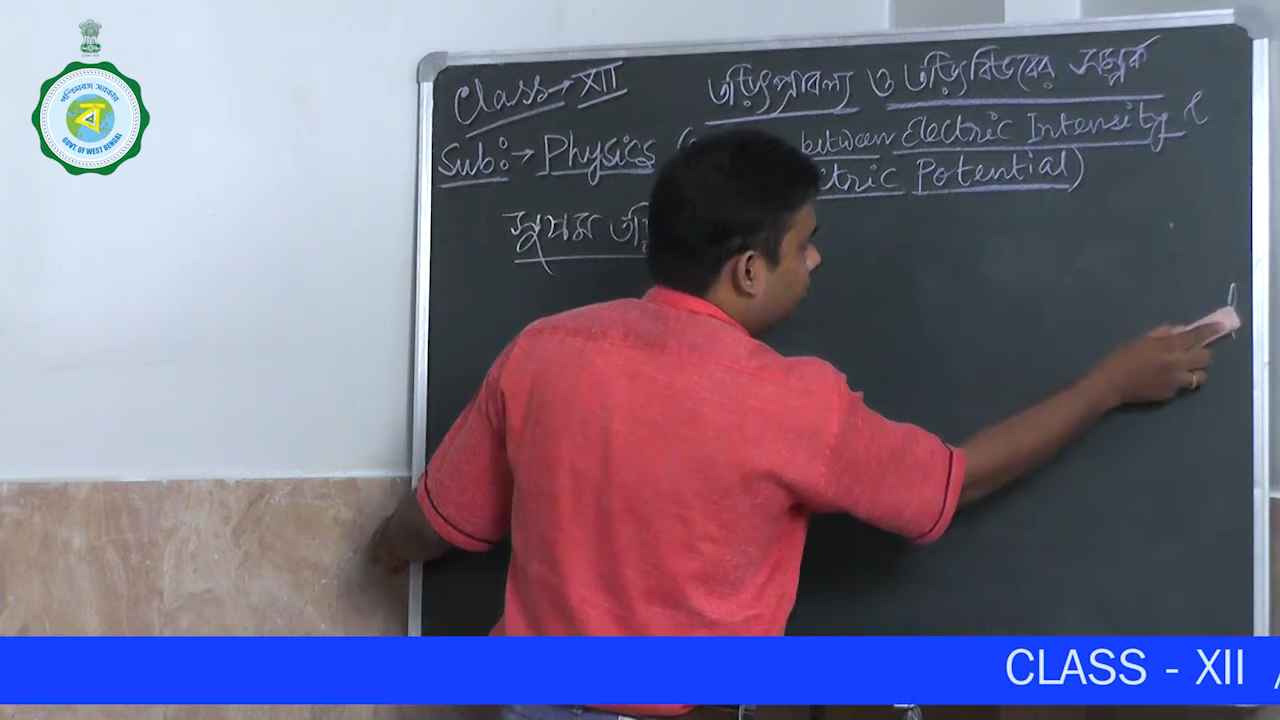 পশ্চিমবঙ্গ সরকার
ব
GOVT. OF WEST BENGAL
Class → XII
তড়িৎপ্রাবল্য ও তড়িৎবিভবের সম্পর্ক
Sub: → Physics ( between Electric Intensity &
Potential)
সুষম
CLASS - XII